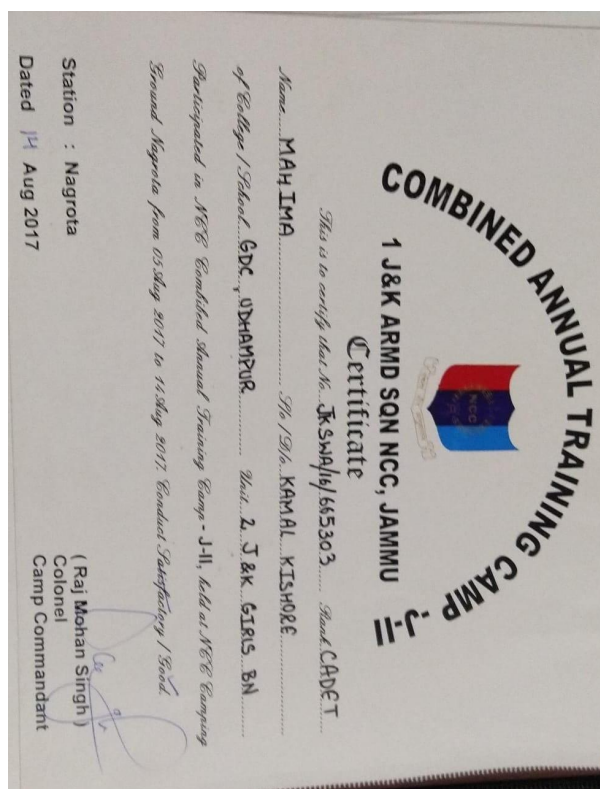 COMBINED ANNUAL TRAINING CAMP J-II
NCC
1 J&K ARMD SQN NCC, JAMMU
Certificate
This is to certify that No...JKSWA/16/665303..... Rank..CADET....
Name.....MAHIMA.................... S/o / D/o..KAMAL KISHORE............
of College / School....GDC, UDHAMPUR........... Unit...2 J&K GIRLS BN.......
Participated in NCC Combibed Annual Training Camp - J-II, held at NCC Camping
Ground Nagrota from 05 Aug 2017 to 14 Aug 2017. Conduct Satisfactory / Good.
Station : Nagrota
Dated 14 Aug 2017
( Raj Mohan Singh )
Colonel
Camp Commandant